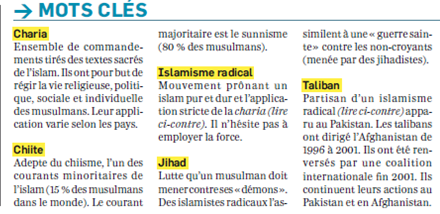 → MOTS CLÉS
Charia
Ensemble de commande-
ments tirés des textes sacrés
de l'islam. Ils ont pour but de
régir la vie religieuse, politi-
que, sociale et individuelle
des musulmans. Leur appli-
cation varie selon les pays.
Chiite
Adepte du chiisme, l'un des
courants minoritaires de
l'islam (15 % des musulmans
dans le monde). Le courant
majoritaire est le sunnisme
(80 % des musulmans).
Islamisme radical
Mouvement prônant un
islam pur et dur et l'applica-
tion stricte de la charia (lire
ci-contre). Il n'hésite pas à
employer la force.
Jihad
Lutte qu'un musulman doit
mener contre ses «démons».
Des islamistes radicaux l'as-
similent à une « guerre sain-
te» contre les non-croyants
(menée par des jihadistes).
Taliban
Partisan d'un islamisme
radical (lire ci-contre) appa-
ru au Pakistan. Les talibans
ont dirigé l'Afghanistan de
1996 à 2001. Ils ont été ren-
versés par une coalition
internationale fin 2001. Ils
continuent leurs actions au
Pakistan et en Afghanistan.